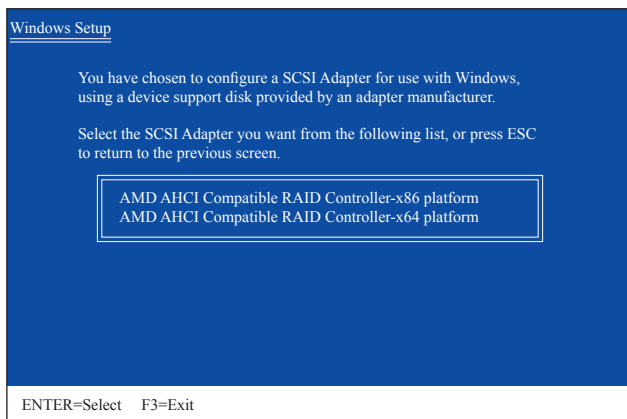 Windows Setup
You have chosen to configure a SCSI Adapter for use with Windows,
using a device support disk provided by an adapter manufacturer.
Select the SCSI Adapter you want from the following list, or press ESC
to return to the previous screen.
AMD AHCI Compatible RAID Controller-x86 platform
AMD AHCI Compatible RAID Controller-x64 platform
ENTER=Select F3=Exit